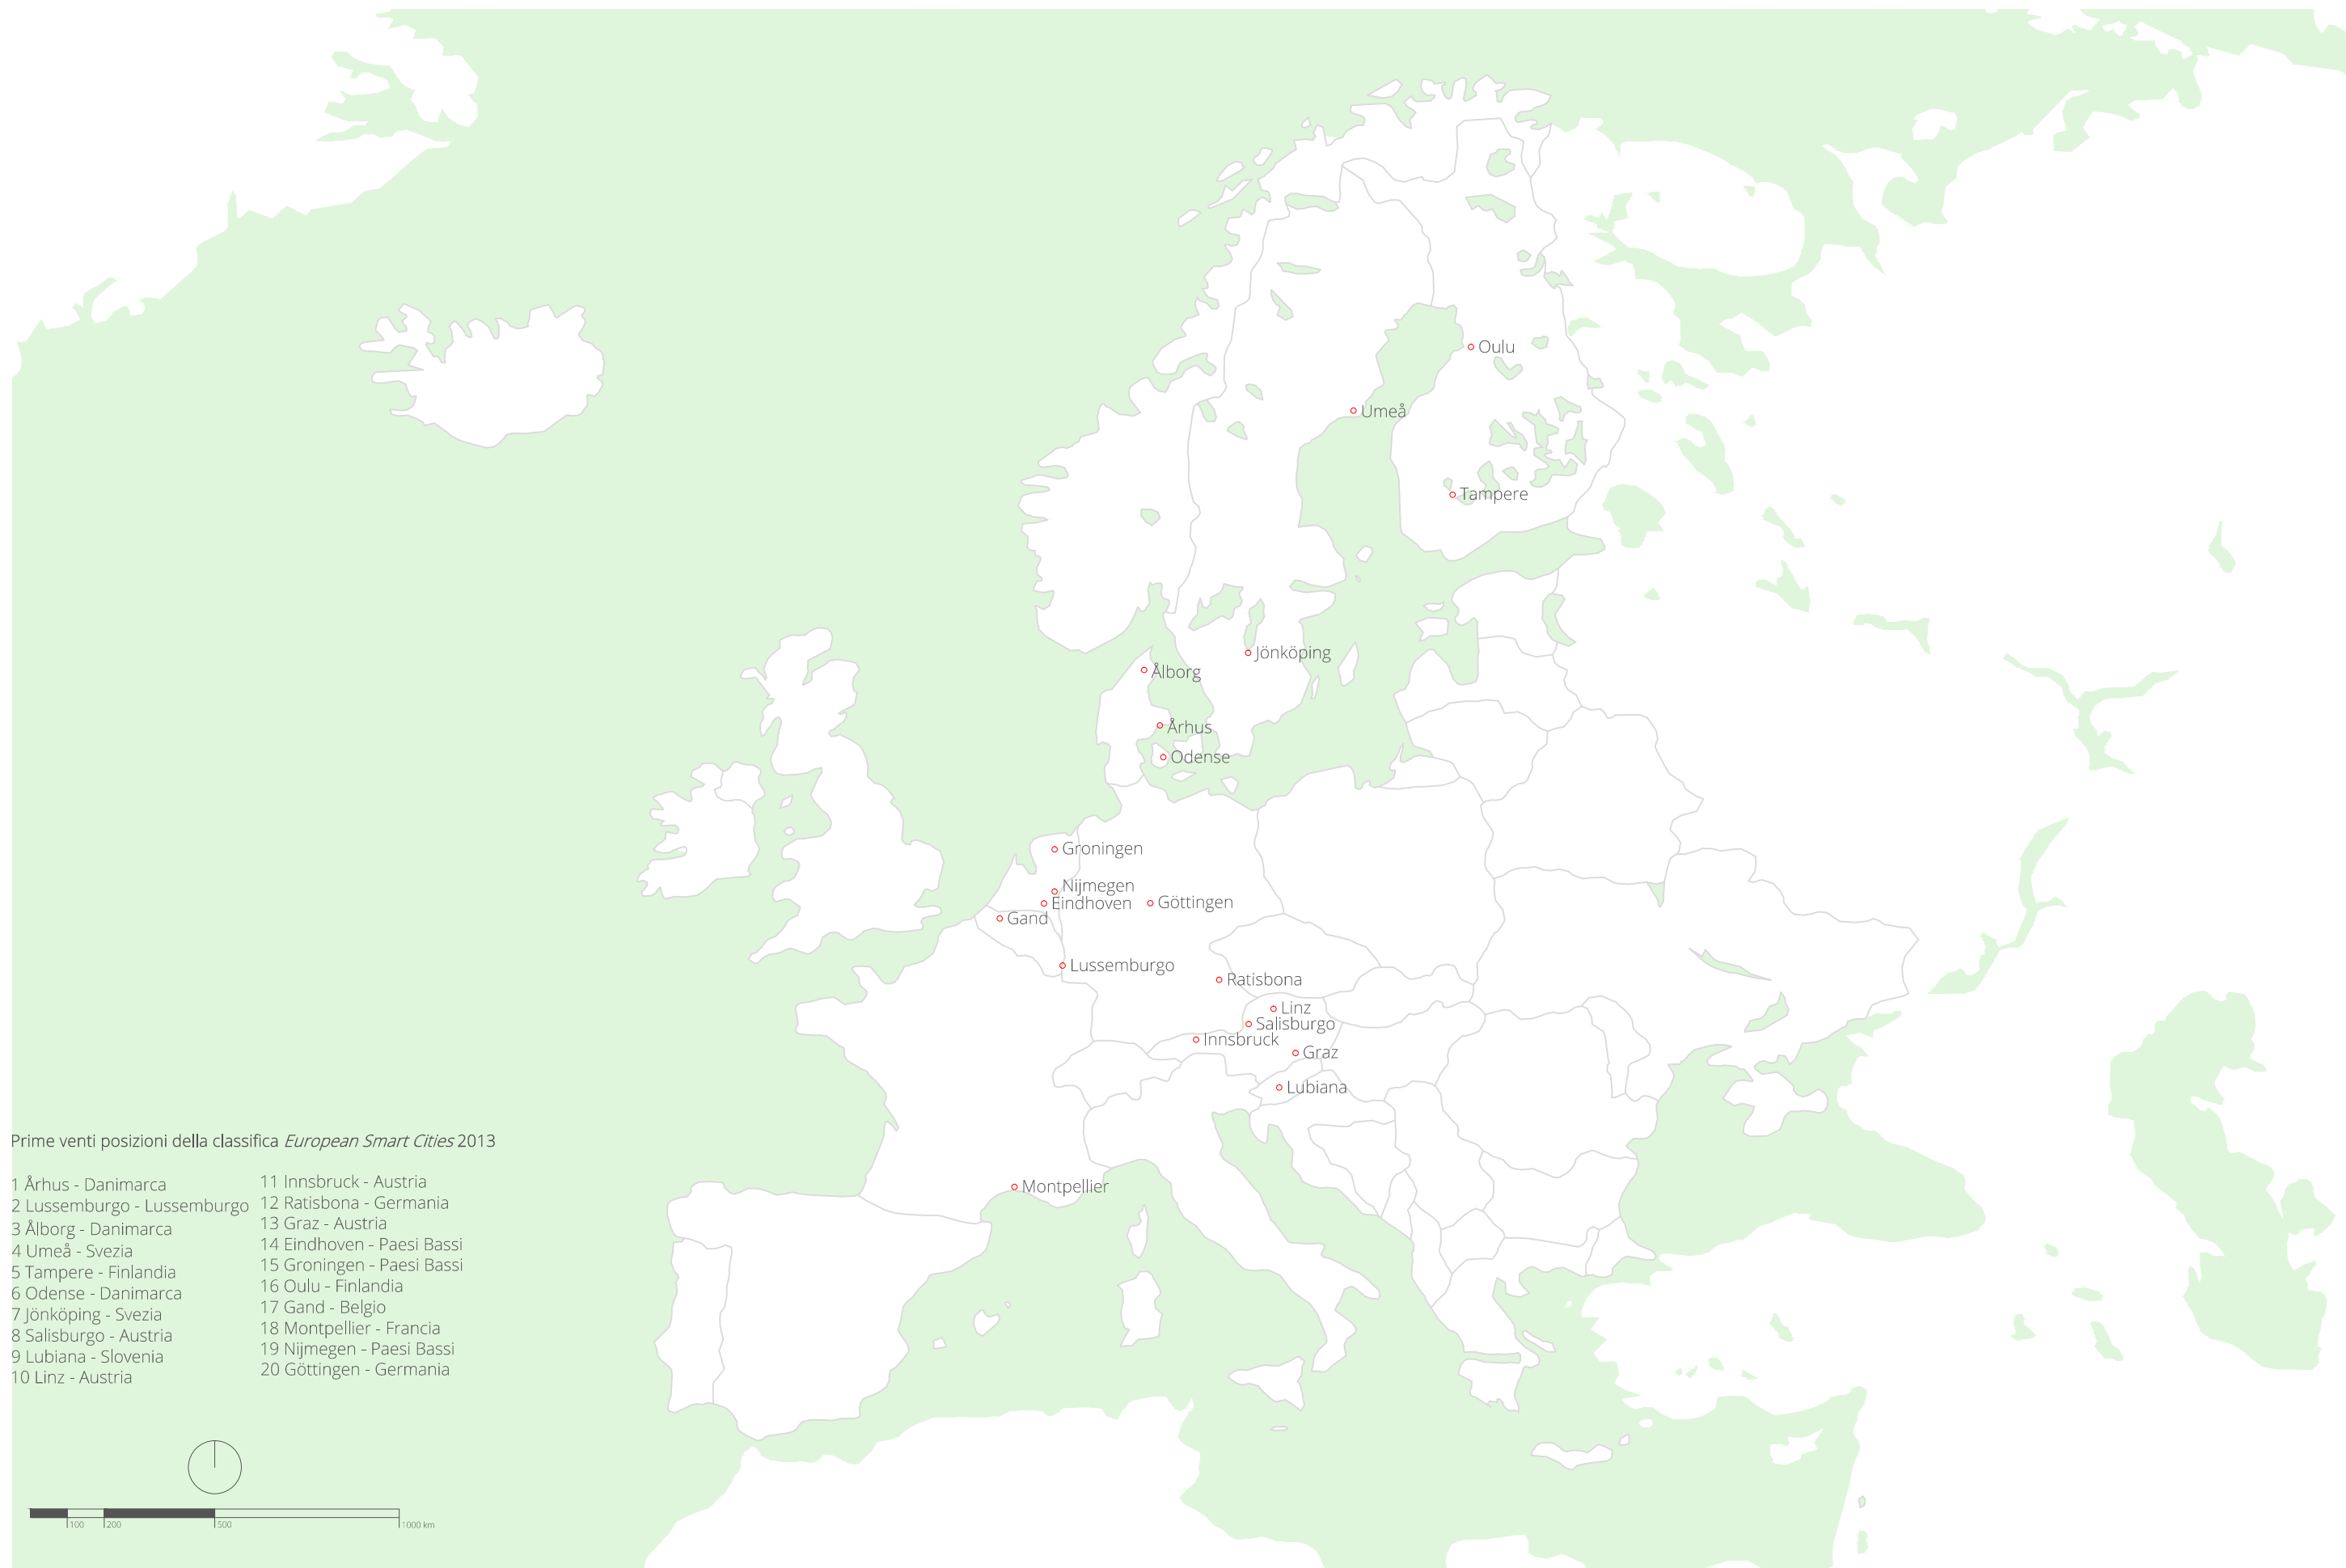 Oulu
Umeå
Tampere
Jönköping
Ålborg
Århus
Odense
Groningen
Nijmegen
Eindhoven
Göttingen
Gand
Lussemburgo
Ratisbona
Linz
Salisburgo
Innsbruck
Graz
Lubiana
Montpellier
Prime venti posizioni della classifica European Smart Cities 2013
1 Århus - Danimarca
2 Lussemburgo - Lussemburgo
3 Ålborg - Danimarca
4 Umeå - Svezia
5 Tampere - Finlandia
6 Odense - Danimarca
7 Jönköping - Svezia
8 Salisburgo - Austria
9 Lubiana - Slovenia
10 Linz - Austria
11 Innsbruck - Austria
12 Ratisbona - Germania
13 Graz - Austria
14 Eindhoven - Paesi Bassi
15 Groningen - Paesi Bassi
16 Oulu - Finlandia
17 Gand - Belgio
18 Montpellier - Francia
19 Nijmegen - Paesi Bassi
20 Göttingen - Germania
100 200 500 1000 km